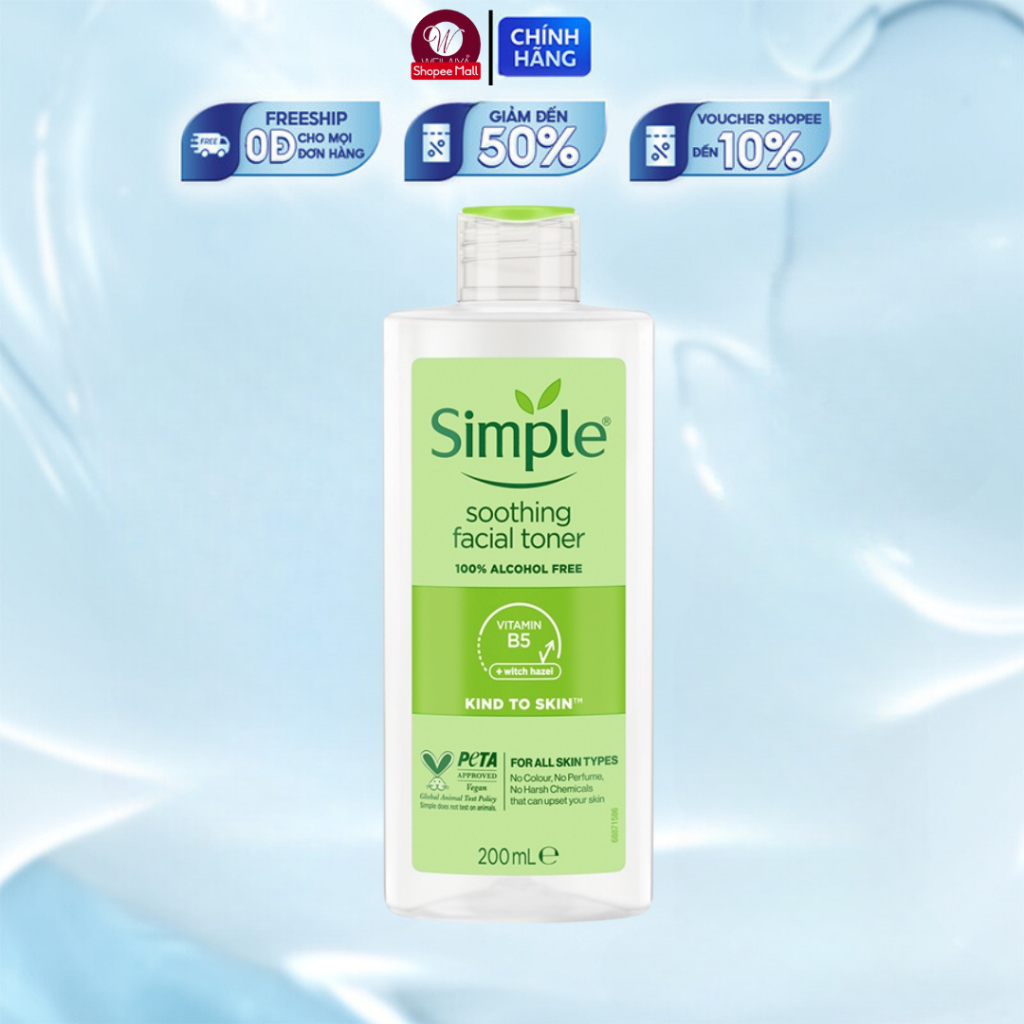 W
WEILAIYA
Shopee Mall
CHÍNH
HÃNG
FREE
FREESHIP
0Đ CHO MỌI
ĐƠN HÀNG
GIẢM ĐẾN
50%
VOUCHER SHOPEE
ĐẾN 10%
Simple®
soothing
facial toner
100% ALCOHOL FREE
VITAMIN
B5
+ witch hazel
KIND TO SKIN™
PeTA
APPROVED
Vegan
Global Animal Test Policy
Simple does not test on animals.
FOR ALL SKIN TYPES
No Colour, No Perfume,
No Harsh Chemicals
that can upset your skin
200mL e